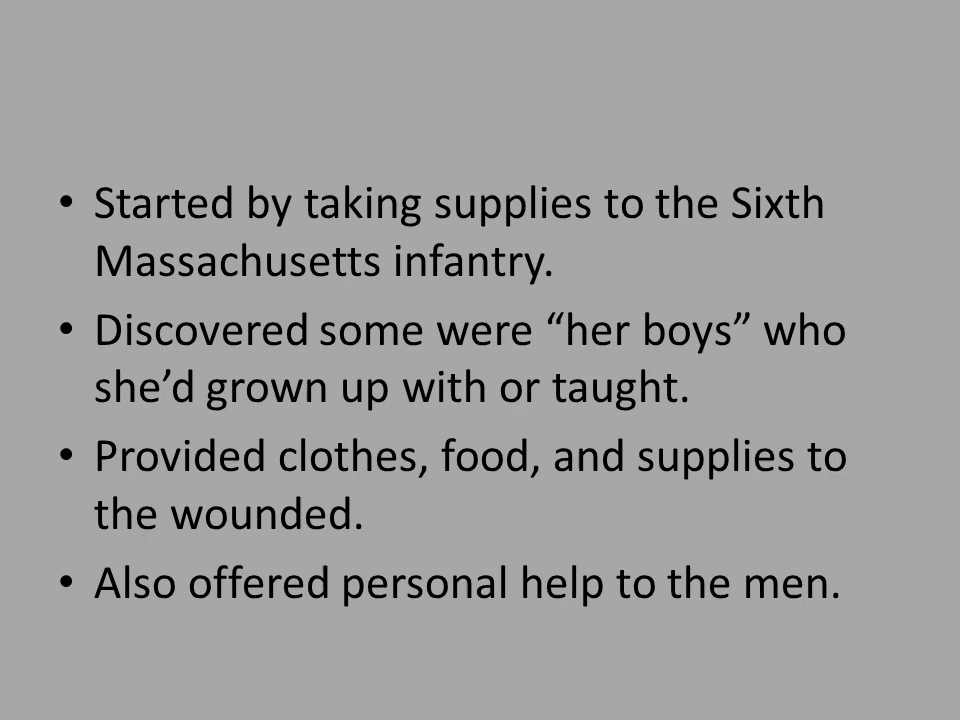 • Started by taking supplies to the Sixth
Massachusetts infantry.
• Discovered some were “her boys” who
she’d grown up with or taught.
• Provided clothes, food, and supplies to
the wounded.
• Also offered personal help to the men.